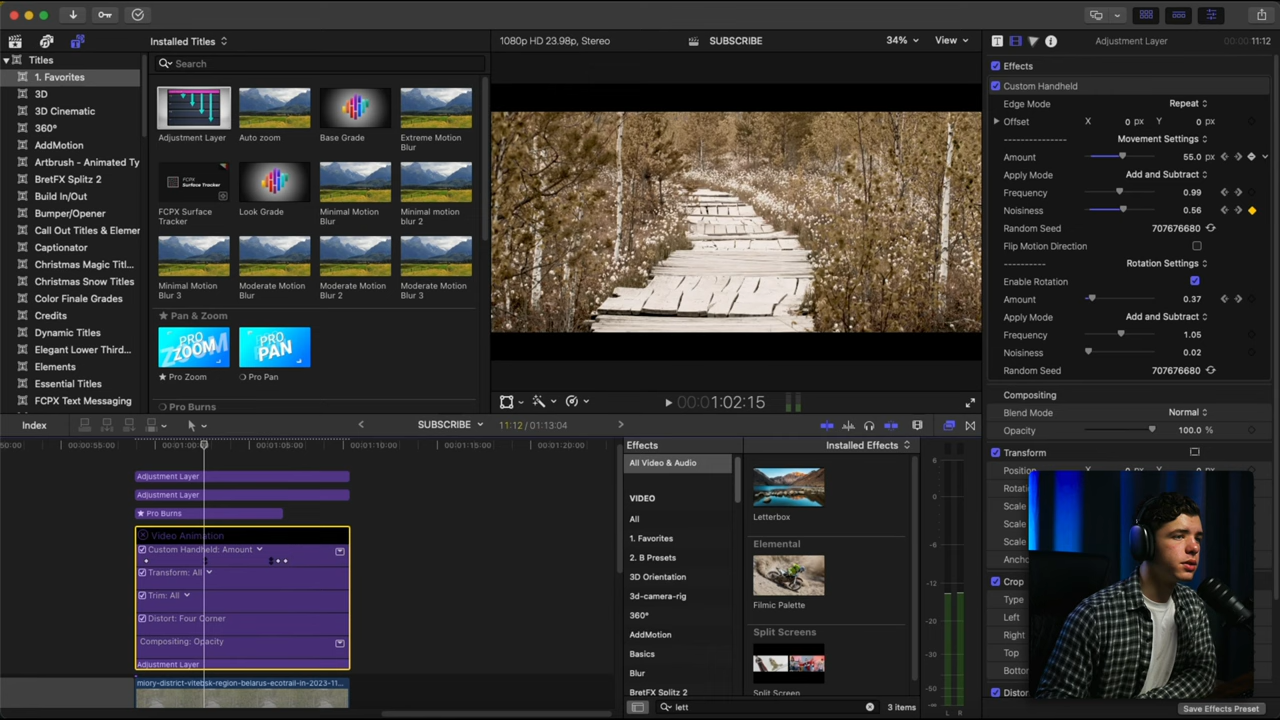 Installed Titles
1080p HD 23.98p, Stereo
SUBSCRIBE
34%
View
Adjustment Layer
11:12
Titles
1. Favorites
3D
3D Cinematic
360°
AddMotion
Artbrush - Animated Ty
BretFX Splitz 2
Build In/Out
Bumper/Opener
Call Out Titles & Elemen
Captionator
Christmas Magic Titl...
Christmas Snow Titles
Color Finale Grades
Credits
Dynamic Titles
Elegant Lower Third...
Elements
Essential Titles
FCPX Text Messaging
Search
Adjustment Layer
Auto zoom
Base Grade
Extreme Motion
Blur
FCPX
Surface
Tracker
FCPX Surface
Tracker
Look Grade
Minimal Motion
Blur
Minimal motion
blur 2
Minimal Motion
Blur 3
Moderate Motion
Blur
Moderate Motion
Blur 2
Moderate Motion
Blur 3
Pan & Zoom
PRO
ZOOM
PRO
PAN
Pro Zoom
Pro Pan
Pro Burns
00:00:1:02:15
Effects
Custom Handheld
Edge Mode
Repeat
Offset
X 0 px Y 0 px
---------------
Movement Settings
Amount
55.0 px
Apply Mode
Add and Subtract
Frequency
0.99
Noisiness
0.56
Random Seed
707676680
Flip Motion Direction
----------
Rotation Settings
Enable Rotation
Amount
0.37
Apply Mode
Add and Subtract
Frequency
1.05
Noisiness
0.02
Random Seed
707676680
Compositing
Blend Mode
Normal
Opacity
100.0 %
Transform
Position
Rota
Scale
Scale
Scale
Ancho
Crop
Type
Left
Right
Top
Botto
Distor
Save Effects Preset
Index
SUBSCRIBE
11:12 / 01:13:04
00:00:55:00
00:01:00:00
00:01:05:00
00:01:10:00
00:01:20:00
Adjustment Layer
Adjustment Layer
Pro Burns
Video Animation
Custom Handheld: Amount
Transform: All
Trim: All
Distort: Four Corner
Compositing: Opacity
Adjustment Layer
miory-district-vitebsk-region-belarus-ecotrail-in-2023-11...
Effects
Installed Effects
All Video & Audio
VIDEO
All
1. Favorites
2. B Presets
3D Orientation
3d-camera-rig
360°
AddMotion
Basics
Blur
BretFX Splitz 2
Letterbox
Elemental
Filmic Palette
Split Screens
Split Screen
lett
3 items
6
0
-6
-12
-20
-30
-50
L R